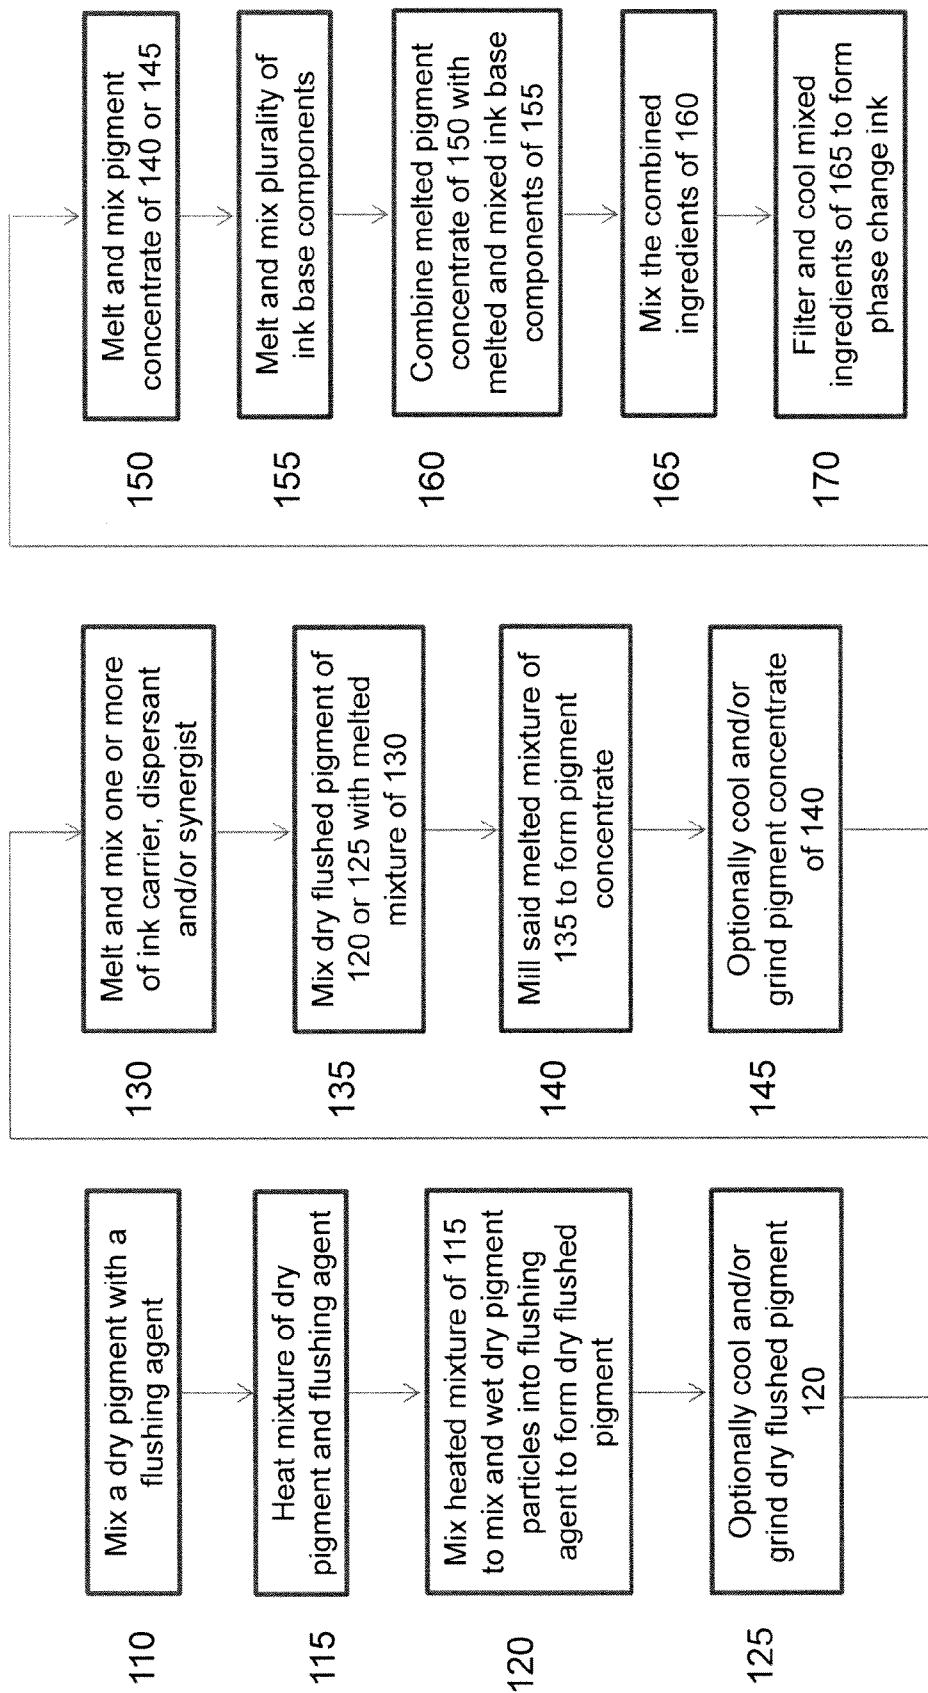 110
Mix a dry pigment with a
flushing agent
115
Heat mixture of dry
pigment and flushing agent
120
Mix heated mixture of 115
to mix and wet dry pigment
particles into flushing
agent to form dry flushed
pigment
125
Optionally cool and/or
grind dry flushed pigment
120
130
Melt and mix one or more
of ink carrier, dispersant
and/or synergist
135
Mix dry flushed pigment of
120 or 125 with melted
mixture of 130
140
Mill said melted mixture of
135 to form pigment
concentrate
145
Optionally cool and/or
grind pigment concentrate
of 140
150
Melt and mix pigment
concentrate of 140 or 145
155
Melt and mix plurality of
ink base components
160
Combine melted pigment
concentrate of 150 with
melted and mixed ink base
components of 155
165
Mix the combined
ingredients of 160
170
Filter and cool mixed
ingredients of 165 to form
phase change ink